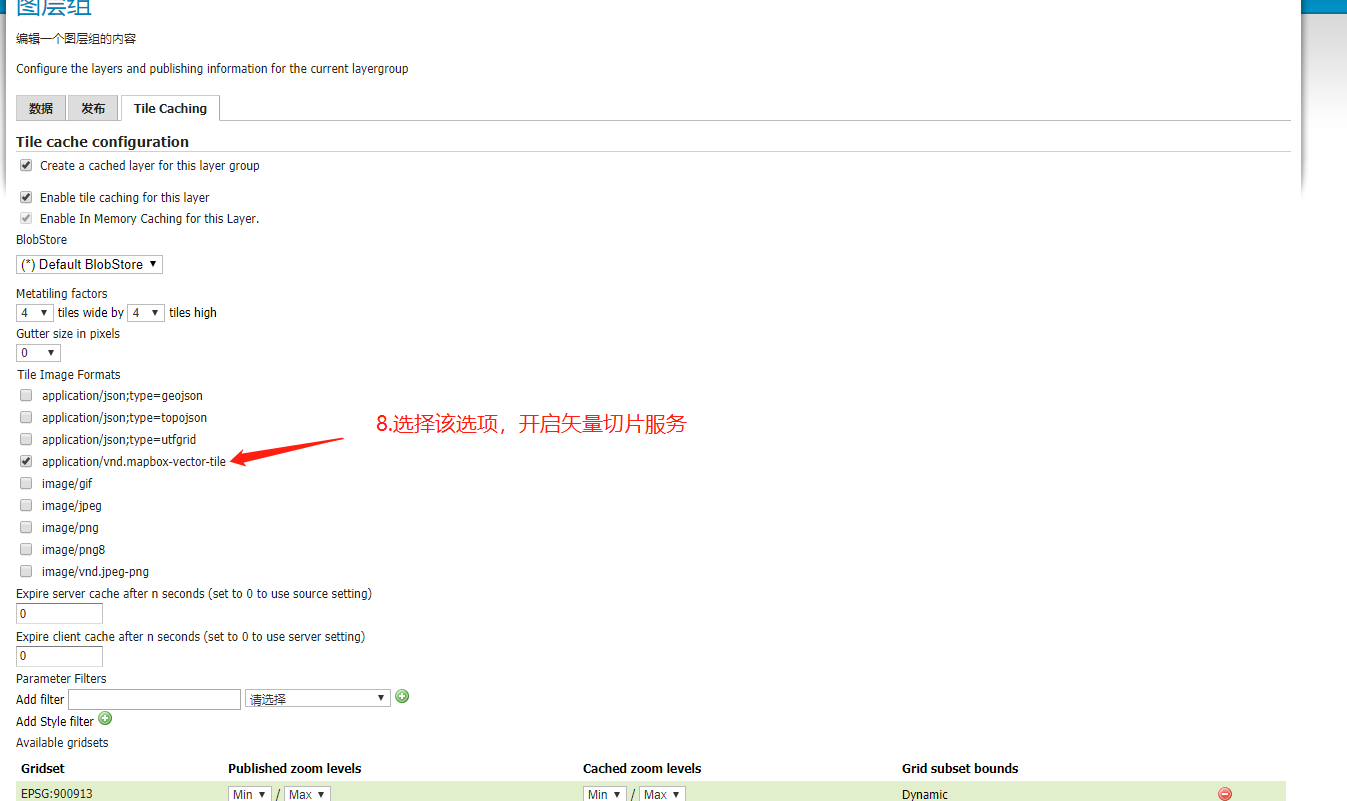 图层组
编辑一个图层组的内容
Configure the layers and publishing information for the current layergroup
数据 发布 Tile Caching
Tile cache configuration
Create a cached layer for this layer group
Enable tile caching for this layer
Enable In Memory Caching for this Layer.
BlobStore
(*) Default BlobStore
Metatiling factors
4 tiles wide by 4 tiles high
Gutter size in pixels
0
Tile Image Formats
application/json;type=geojson
application/json;type=topojson
8.选择该选项，开启矢量切片服务
application/json;type=utfgrid
application/vnd.mapbox-vector-tile
image/gif
image/jpeg
image/png
image/png8
image/vnd.jpeg-png
Expire server cache after n seconds (set to 0 to use source setting)
0
Expire client cache after n seconds (set to 0 to use server setting)
0
Parameter Filters
Add filter 请选择
Add Style filter
Available gridsets
Gridset Published zoom levels Cached zoom levels Grid subset bounds
EPSG:900913 Min / Max Min / Max Dynamic